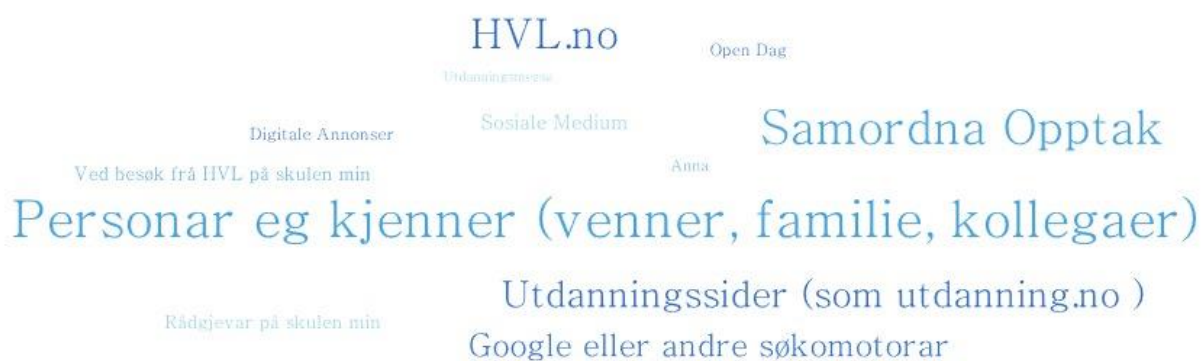 HVL.no
Open Dag
Utdanningsmesse
Sosiale Medium
Samordna Opptak
Digitale Annonser
Anna
Ved besøk frå HVL på skulen min
Personar eg kjenner (venner, familie, kollegaer)
Utdanningssider (som utdanning.no )
Rådgjevar på skulen min
Google eller andre søkomotorar